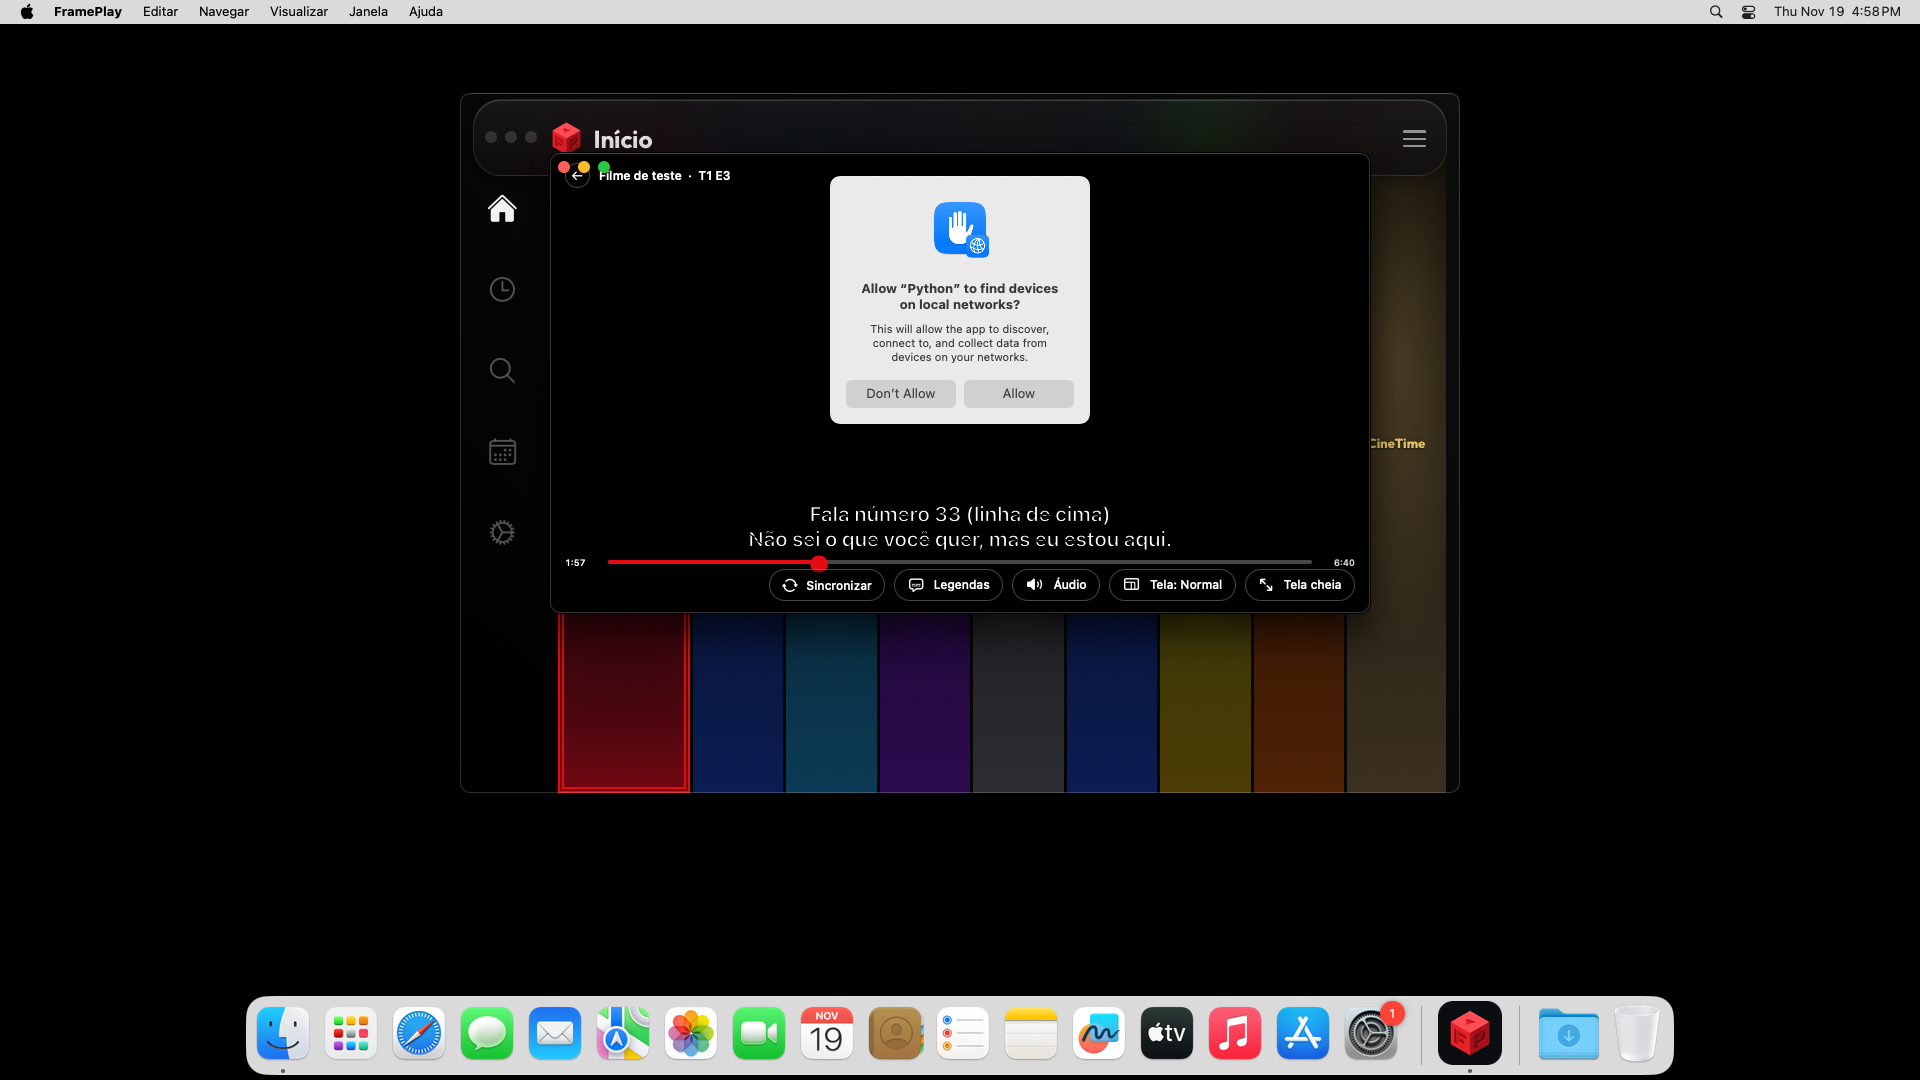 FramePlay Editar Navegar Visualizar Janela Ajuda Thu Nov 19 4:58 PM
Início
Filme de teste · T1 E3
Allow “Python” to find devices
on local networks?
This will allow the app to discover,
connect to, and collect data from
devices on your networks.
Don’t Allow Allow
CineTime
Fala número 33 (linha de cima)
Não sei o que você quer, mas eu estou aqui.
1:57 6:40
Sincronizar Legendas Áudio Tela: Normal Tela cheia
NOV
19
tv
1